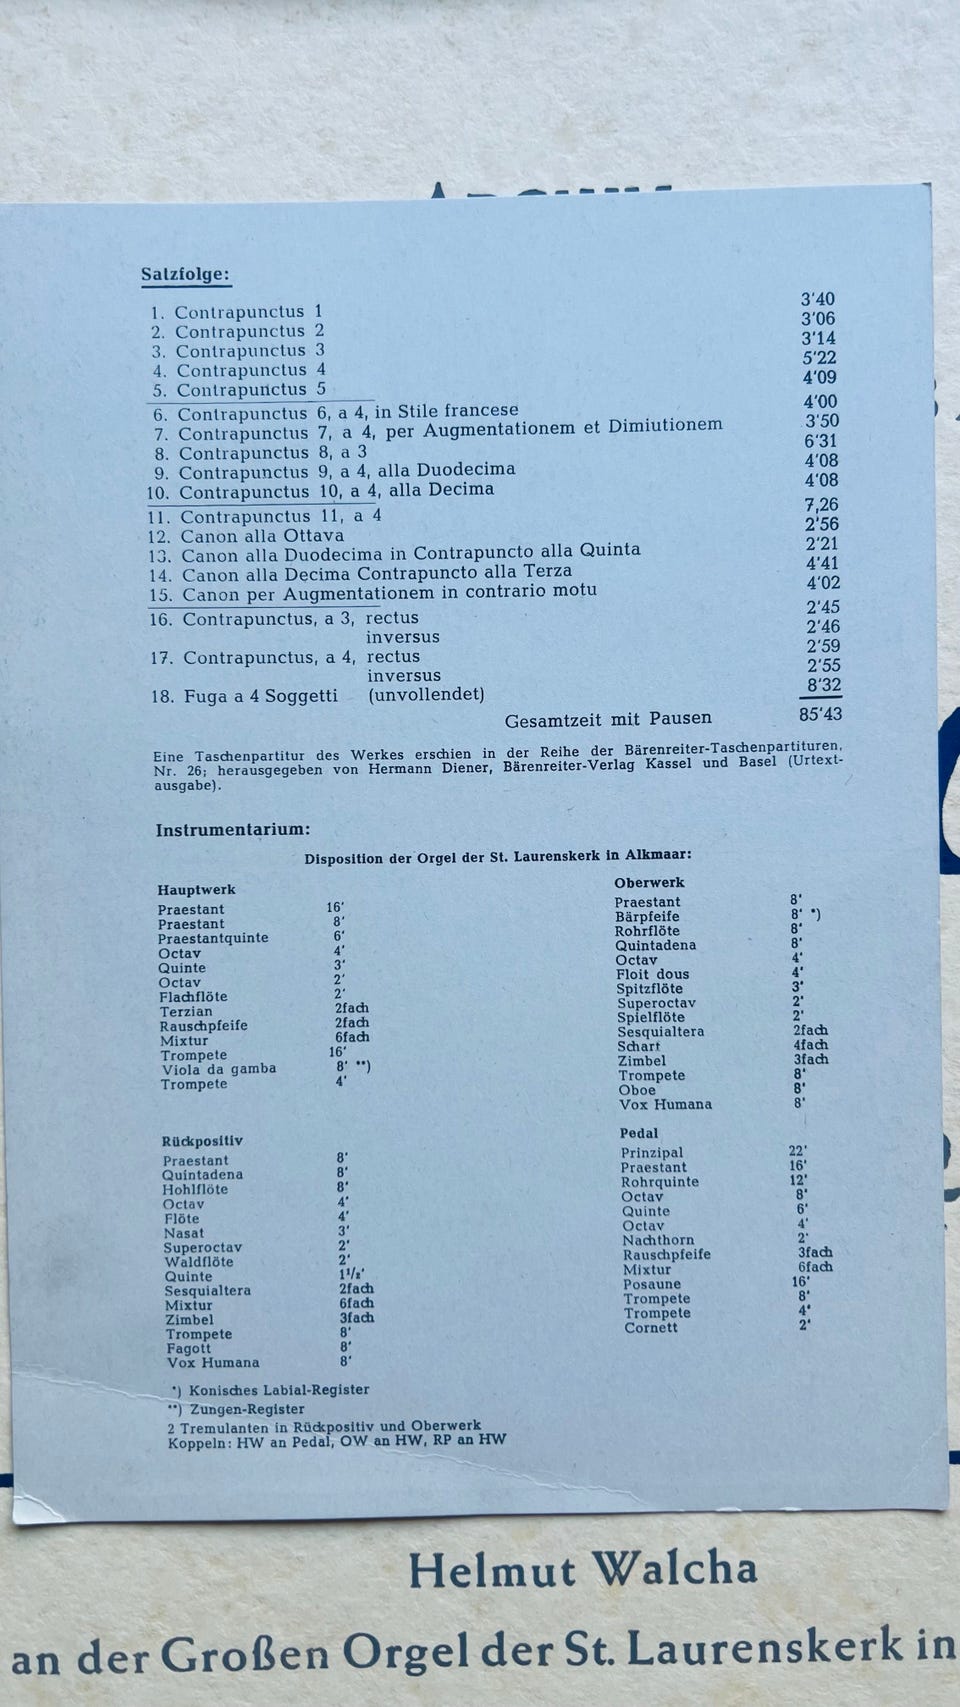 Salzfolge:
1. Contrapunctus 1 3'40
2. Contrapunctus 2 3'06
3. Contrapunctus 3 3'14
4. Contrapunctus 4 5'22
5. Contrapunctus 5 4'09
6. Contrapunctus 6, a 4, in Stile francese 4'00
7. Contrapunctus 7, a 4, per Augmentationem et Dimiutionem 3'50
8. Contrapunctus 8, a 3 6'31
9. Contrapunctus 9, a 4, alla Duodecima 4'08
10. Contrapunctus 10, a 4, alla Decima 4'08
11. Contrapunctus 11, a 4 7,26
12. Canon alla Ottava 2'56
13. Canon alla Duodecima in Contrapuncto alla Quinta 2'21
14. Canon alla Decima Contrapuncto alla Terza 4'41
15. Canon per Augmentationem in contrario motu 4'02
16. Contrapunctus, a 3, rectus 2'45
inversus 2'46
17. Contrapunctus, a 4, rectus 2'59
inversus 2'55
18. Fuga a 4 Soggetti (unvollendet) 8'32
Gesamtzeit mit Pausen 85'43
Eine Taschenpartitur des Werkes erschien in der Reihe der Bärenreiter-Taschenpartituren,
Nr. 26; herausgegeben von Hermann Diener, Bärenreiter-Verlag Kassel und Basel (Urtext-
ausgabe).
Instrumentarium:
Disposition der Orgel der St. Laurenskerk in Alkmaar:
Hauptwerk
Praestant 16'
Praestant 8'
Praestantquinte 6'
Octav 4'
Quinte 3'
Octav 2'
Flachflöte 2'
Terzian 2fach
Rauschpfeife 2fach
Mixtur 6fach
Trompete 16'
Viola da gamba 8' **)
Trompete 4'
Oberwerk
Praestant 8'
Bärpfeife 8' *)
Rohrflöte 8'
Quintadena 8'
Octav 4'
Floit dous 4'
Spitzflöte 3'
Superoctav 2'
Spielflöte 2'
Sesquialtera 2fach
Scharf 4fach
Zimbel 3fach
Trompete 8'
Oboe 8'
Vox Humana 8'
Rückpositiv
Praestant 8'
Quintadena 8'
Hohlflöte 8'
Octav 4'
Flöte 4'
Nasat 3'
Superoctav 2'
Waldflöte 2'
Quinte 1¹/₂'
Sesquialtera 2fach
Mixtur 6fach
Zimbel 3fach
Trompete 8'
Fagott 8'
Vox Humana 8'
Pedal
Prinzipal 22'
Praestant 16'
Rohrquinte 12'
Octav 8'
Quinte 6'
Octav 4'
Nachthorn 2'
Rauschpfeife 3fach
Mixtur 6fach
Posaune 16'
Trompete 8'
Trompete 4'
Cornett 2'
*) Konisches Labial-Register
**) Zungen-Register
2 Tremulanten in Rückpositiv und Oberwerk
Koppeln: HW an Pedal, OW an HW, RP an HW
Helmut Walcha
an der Großen Orgel der St. Laurenskerk in